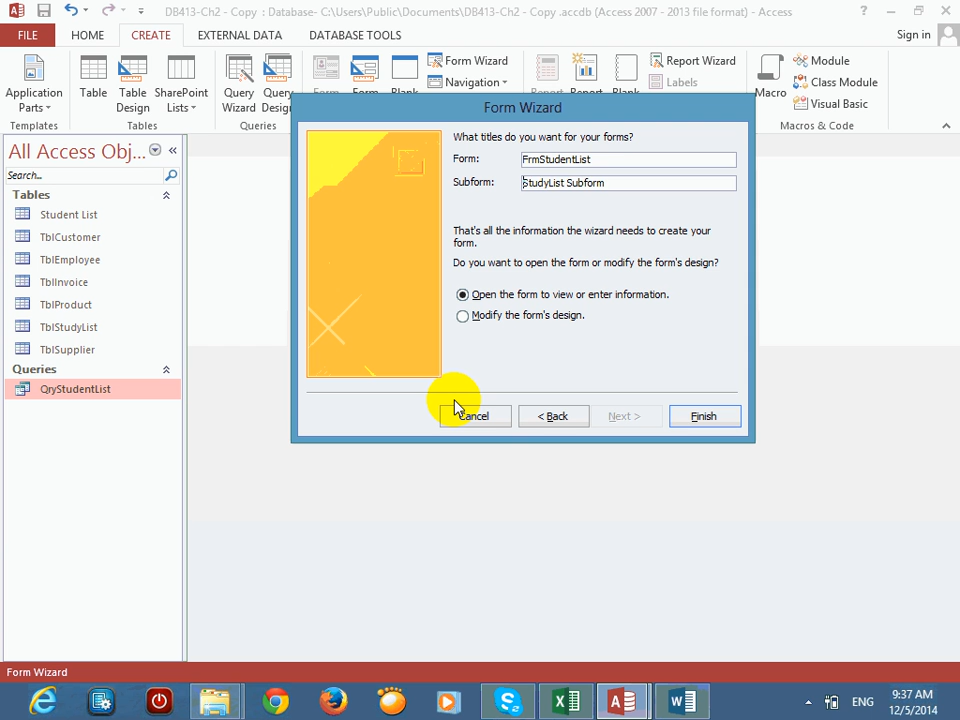 DB413-Ch2 - Copy : Database- C:\Users\Public\Documents\DB413-Ch2 - Copy .accdb (Access 2007 - 2013 file format) - Access
FILE HOME CREATE EXTERNAL DATA DATABASE TOOLS Sign in
Application Parts
Templates
Table
Table Design
SharePoint Lists
Tables
Query Wizard
Query Design
Queries
Form Wizard
Navigation
Report Wizard
Labels
Macro
Module
Class Module
Visual Basic
Macros & Code
All Access Obj...
Search...
Tables
Student List
TblCustomer
TblEmployee
TblInvoice
TblProduct
TblStudyList
TblSupplier
Queries
QryStudentList
Form Wizard
What titles do you want for your forms?
Form: FrmStudentList
Subform: StudyList Subform
That's all the information the wizard needs to create your
form.
Do you want to open the form or modify the form's design?
Open the form to view or enter information.
Modify the form's design.
Cancel < Back Next > Finish
Form Wizard
ENG
9:37 AM
12/5/2014